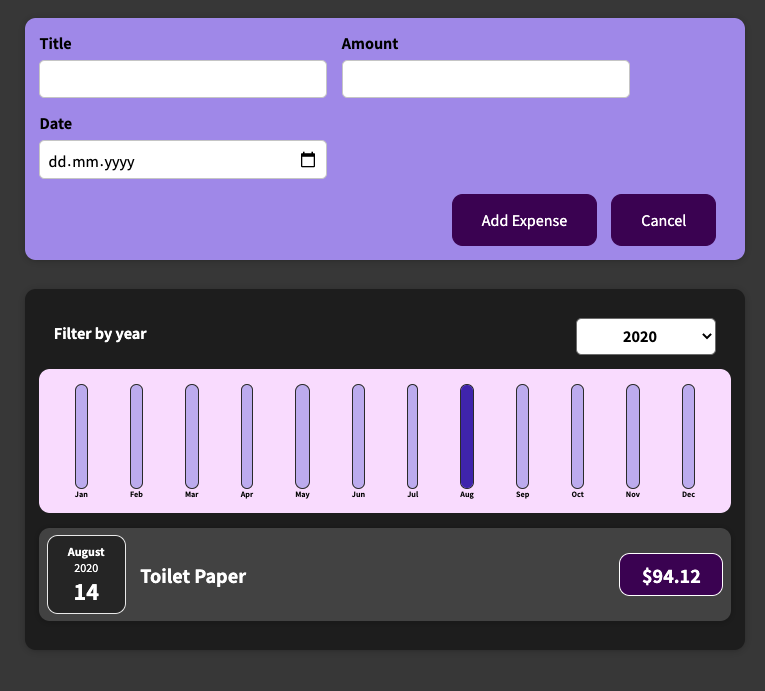 Title Amount
Date
dd.mm.yyyy
Add Expense Cancel
Filter by year 2020
Jan Feb Mar Apr May Jun Jul Aug Sep Oct Nov Dec
August
2020
14
Toilet Paper
$94.12